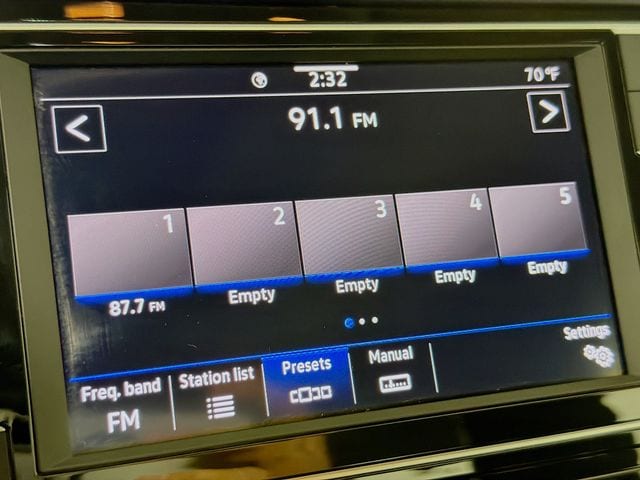 2:32
70°F
<
91.1 FM
>
1
2
3
4
5
87.7 FM
Empty
Empty
Empty
Empty
Freq. band
FM
Station list
Presets
Manual
Settings